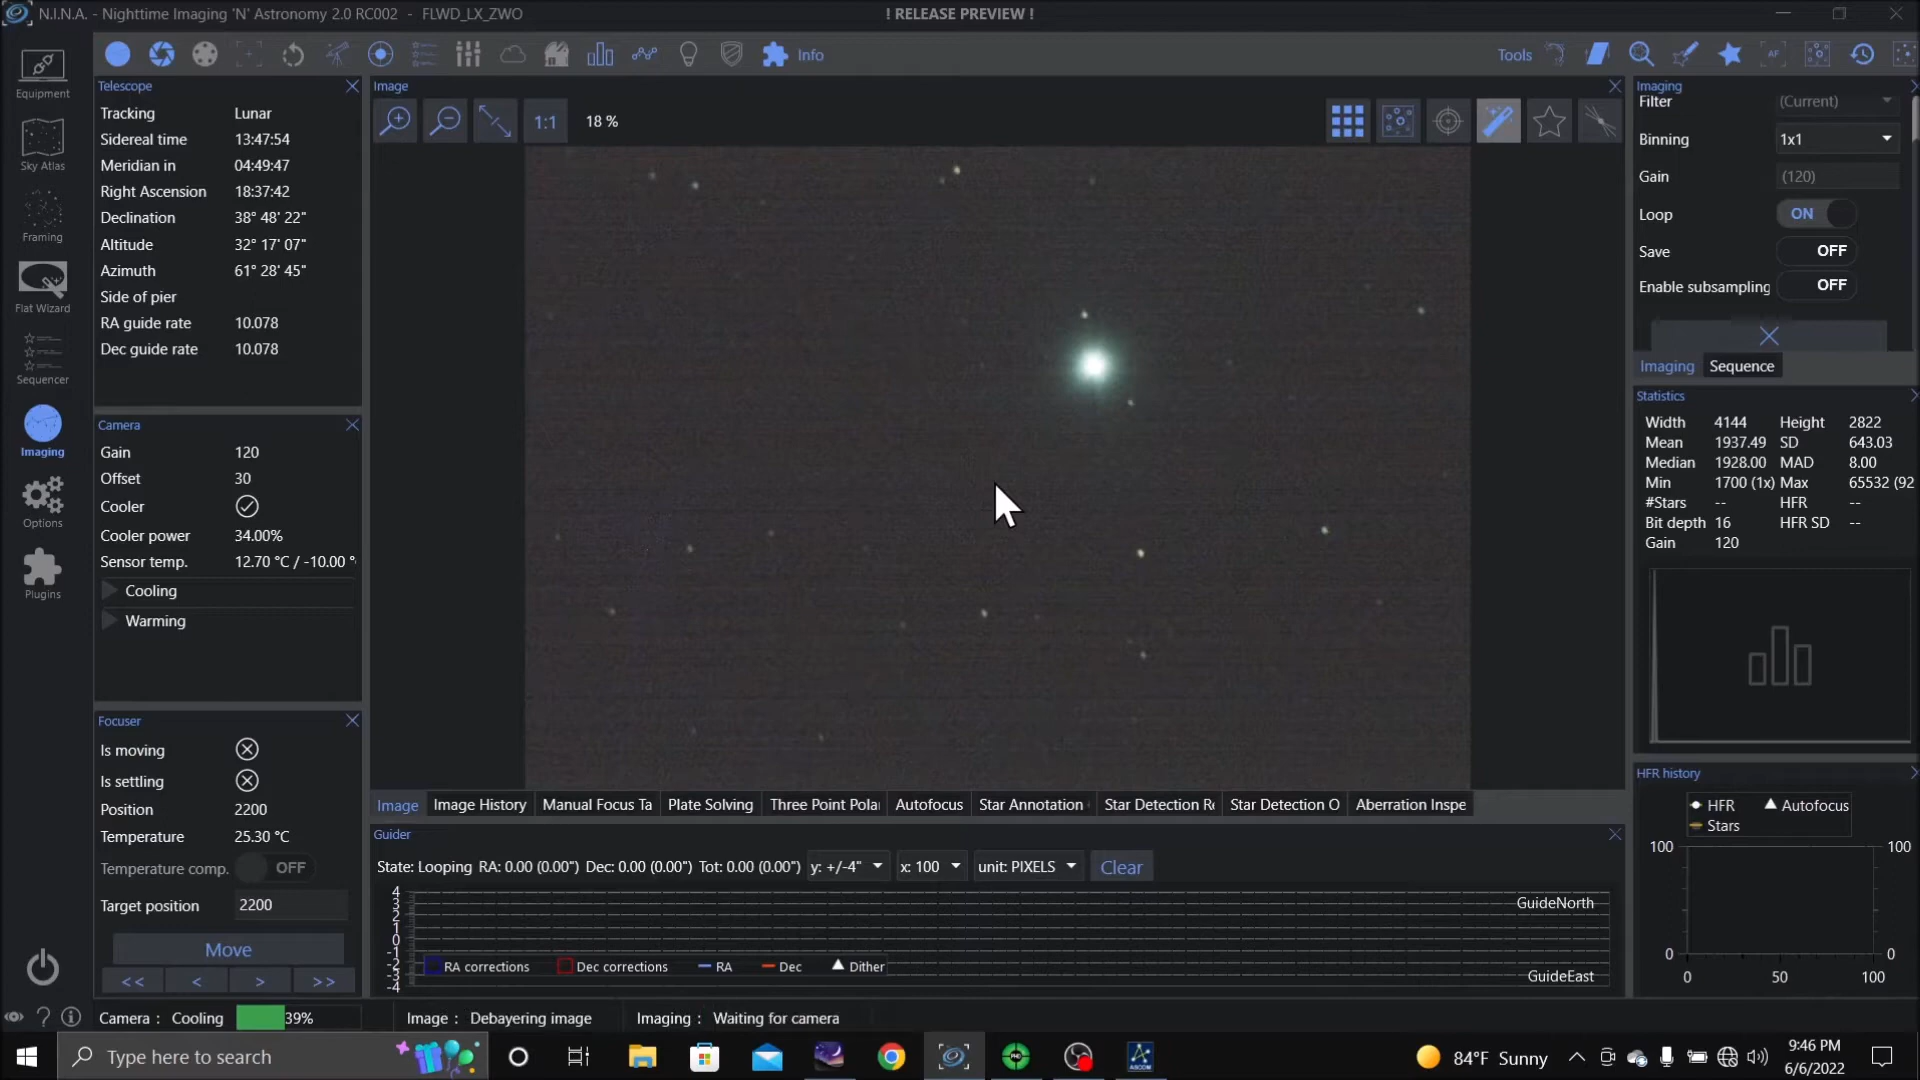 N.I.N.A. - Nighttime Imaging 'N' Astronomy 2.0 RC002 - FLWD_LX_ZWO
! RELEASE PREVIEW !
Info
Tools
Equipment
Sky Atlas
Framing
Flat Wizard
Sequencer
Imaging
Options
Plugins
Telescope
Tracking Lunar
Sidereal time 13:47:54
Meridian in 04:49:47
Right Ascension 18:37:42
Declination 38° 48' 22"
Altitude 32° 17' 07"
Azimuth 61° 28' 45"
Side of pier
RA guide rate 10.078
Dec guide rate 10.078
Camera
Gain 120
Offset 30
Cooler
Cooler power 34.00%
Sensor temp. 12.70 °C / -10.00 °
Cooling
Warming
Focuser
Is moving
Is settling
Position 2200
Temperature 25.30 °C
Temperature comp. OFF
Target position 2200
Move
<< < > >>
Image
1:1 18 %
Image Image History Manual Focus Ta Plate Solving Three Point Pola Autofocus Star Annotation Star Detection Re Star Detection O Aberration Inspe
Guider
State: Looping RA: 0.00 (0.00") Dec: 0.00 (0.00") Tot: 0.00 (0.00") y: +/-4" x: 100 unit: PIXELS Clear
4
3
2
1
0
-1
-2
-3
-4
GuideNorth
GuideEast
RA corrections Dec corrections RA Dec Dither
Imaging
Filter (Current)
Binning 1x1
Gain (120)
Loop ON
Save OFF
Enable subsampling OFF
Imaging Sequence
Statistics
Width 4144 Height 2822
Mean 1937.49 SD 643.03
Median 1928.00 MAD 8.00
Min 1700 (1x) Max 65532 (92
#Stars -- HFR --
Bit depth 16 HFR SD --
Gain 120
HFR history
HFR Autofocus
Stars
100 100
0 0
0 50 100
Camera : Cooling 39% Image : Debayering image Imaging : Waiting for camera
Type here to search
84°F Sunny
9:46 PM
6/6/2022